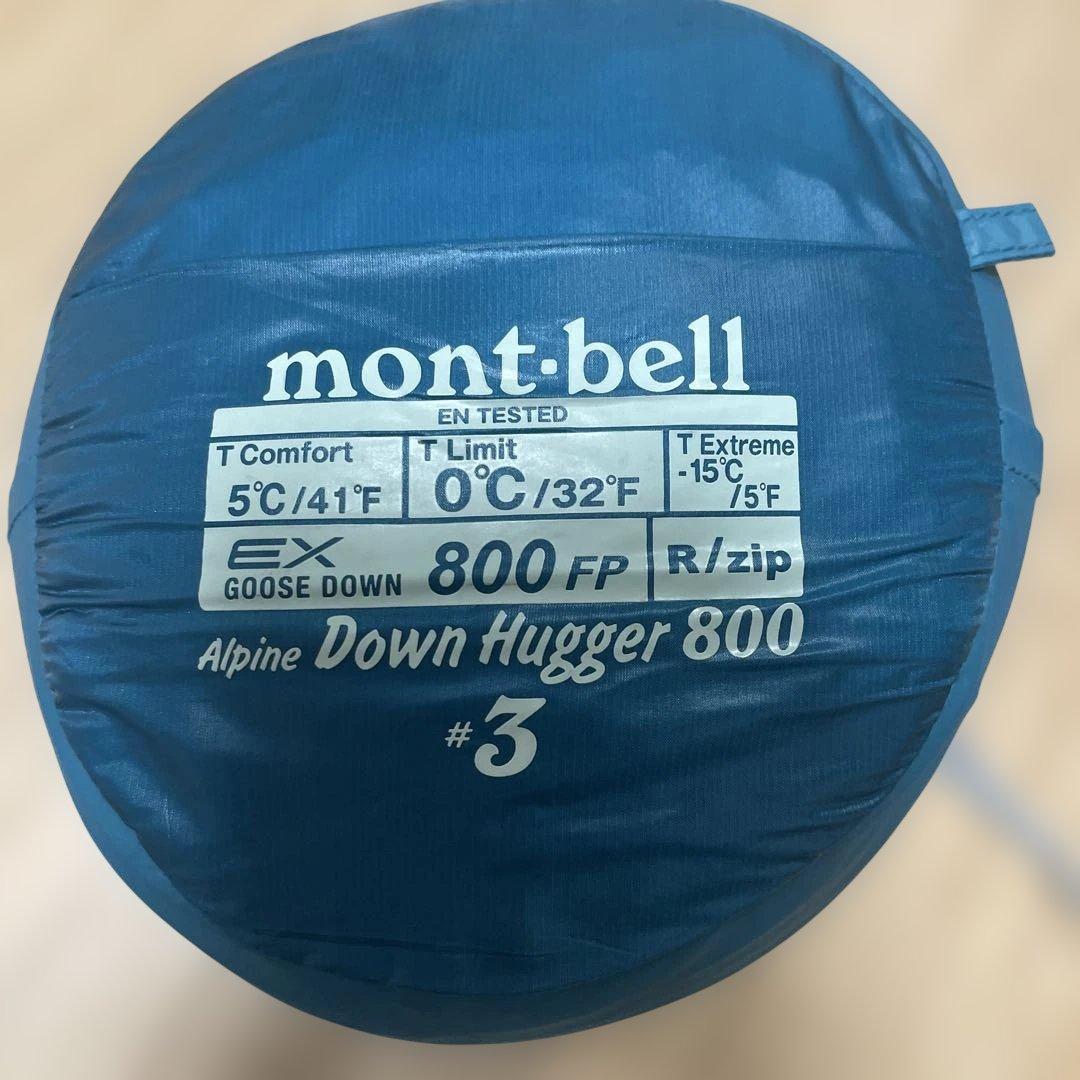 mont-bell
EN TESTED
T Comfort
5℃/41°F
T Limit
0℃/32°F
T Extreme
-15℃
/5°F
EX
GOOSE DOWN
800 FP
R/zip
Alpine Down Hugger 800
#3